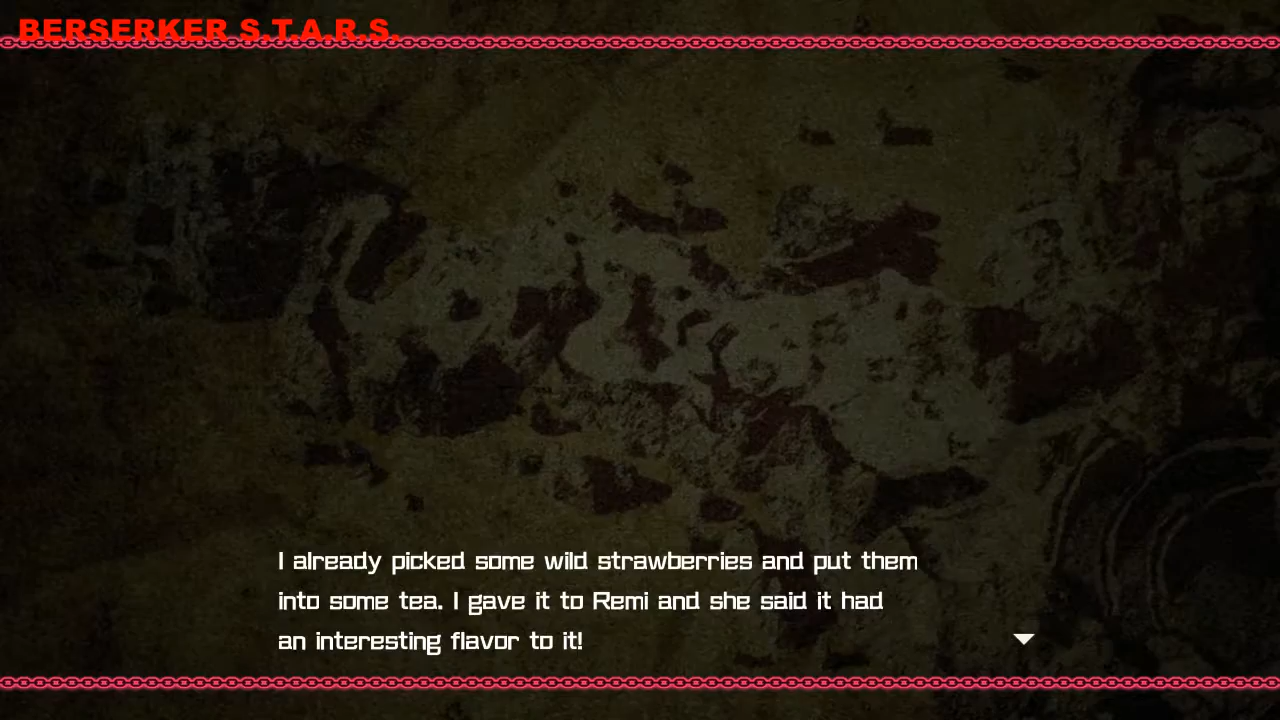 BERSERKER S.T.A.R.S.
I already picked some wild strawberries and put them
into some tea. I gave it to Remi and she said it had
an interesting flavor to it!